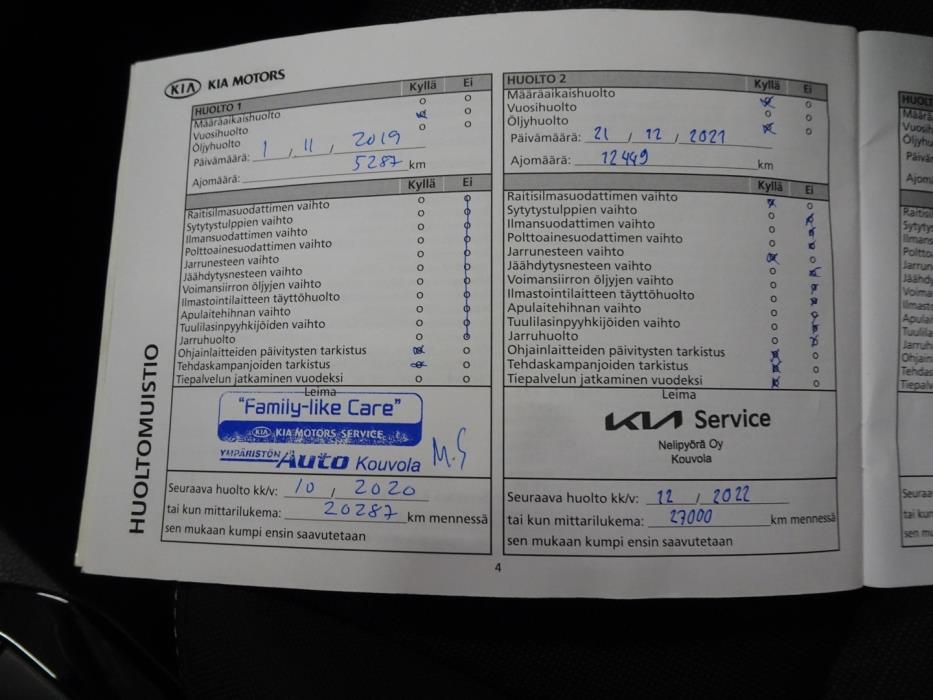 KIA KIA MOTORS
HUOLTOMUISTIO
HUOLTO 1 Kyllä Ei
Määräaikaishuolto
Vuosihuolto
Öljyhuolto
Päivämäärä: 1 / 11 / 2019
Ajomäärä: 5287 km
Kyllä Ei
Raitisilmasuodattimen vaihto
Sytytystulppien vaihto
Ilmansuodattimen vaihto
Polttoainesuodattimen vaihto
Jarrunesteen vaihto
Jäähdytysnesteen vaihto
Voimansiirron öljyjen vaihto
Ilmastointilaitteen täyttöhuolto
Apulaitehihnan vaihto
Tuulilasinpyyhkijöiden vaihto
Jarruhuolto
Ohjainlaitteiden päivitysten tarkistus
Tehdaskampanjoiden tarkistus
Tiepalvelun jatkaminen vuodeksi
Leima
"Family-like Care"
KIA KIA MOTORS SERVICE
YMPÄRISTÖN Auto Kouvola
M.S
Seuraava huolto kk/v: 10 / 2020
tai kun mittarilukema: 20287 km mennessä
sen mukaan kumpi ensin saavutetaan
HUOLTO 2 Kyllä Ei
Määräaikaishuolto
Vuosihuolto
Öljyhuolto
Päivämäärä: 21 / 12 / 2021
Ajomäärä: 12449 km
Kyllä Ei
Raitisilmasuodattimen vaihto
Sytytystulppien vaihto
Ilmansuodattimen vaihto
Polttoainesuodattimen vaihto
Jarrunesteen vaihto
Jäähdytysnesteen vaihto
Voimansiirron öljyjen vaihto
Ilmastointilaitteen täyttöhuolto
Apulaitehihnan vaihto
Tuulilasinpyyhkijöiden vaihto
Jarruhuolto
Ohjainlaitteiden päivitysten tarkistus
Tehdaskampanjoiden tarkistus
Tiepalvelun jatkaminen vuodeksi
Leima
KIA Service
Nelipyörä Oy
Kouvola
Seuraava huolto kk/v: 12 / 2022
tai kun mittarilukema: 27000 km mennessä
sen mukaan kumpi ensin saavutetaan
4